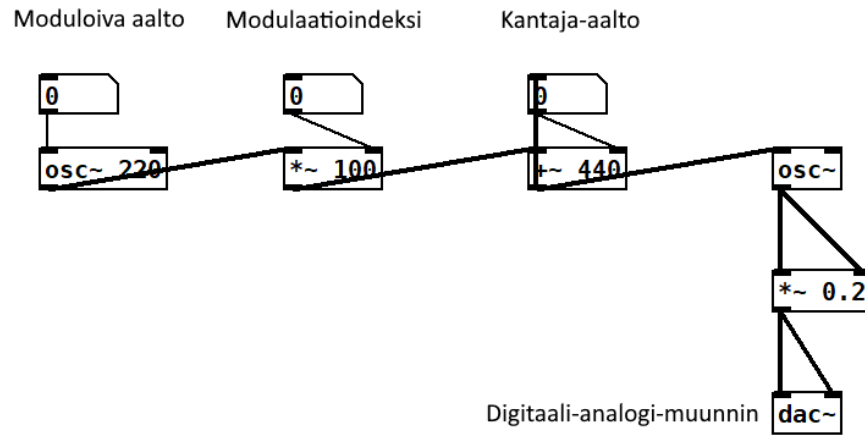 Moduloiva aalto
Modulaatioindeksi
Kantaja-aalto
0
0
0
osc~ 220
*~ 100
+~ 440
osc~
*~ 0.2
Digitaali-analogi-muunnin
dac~